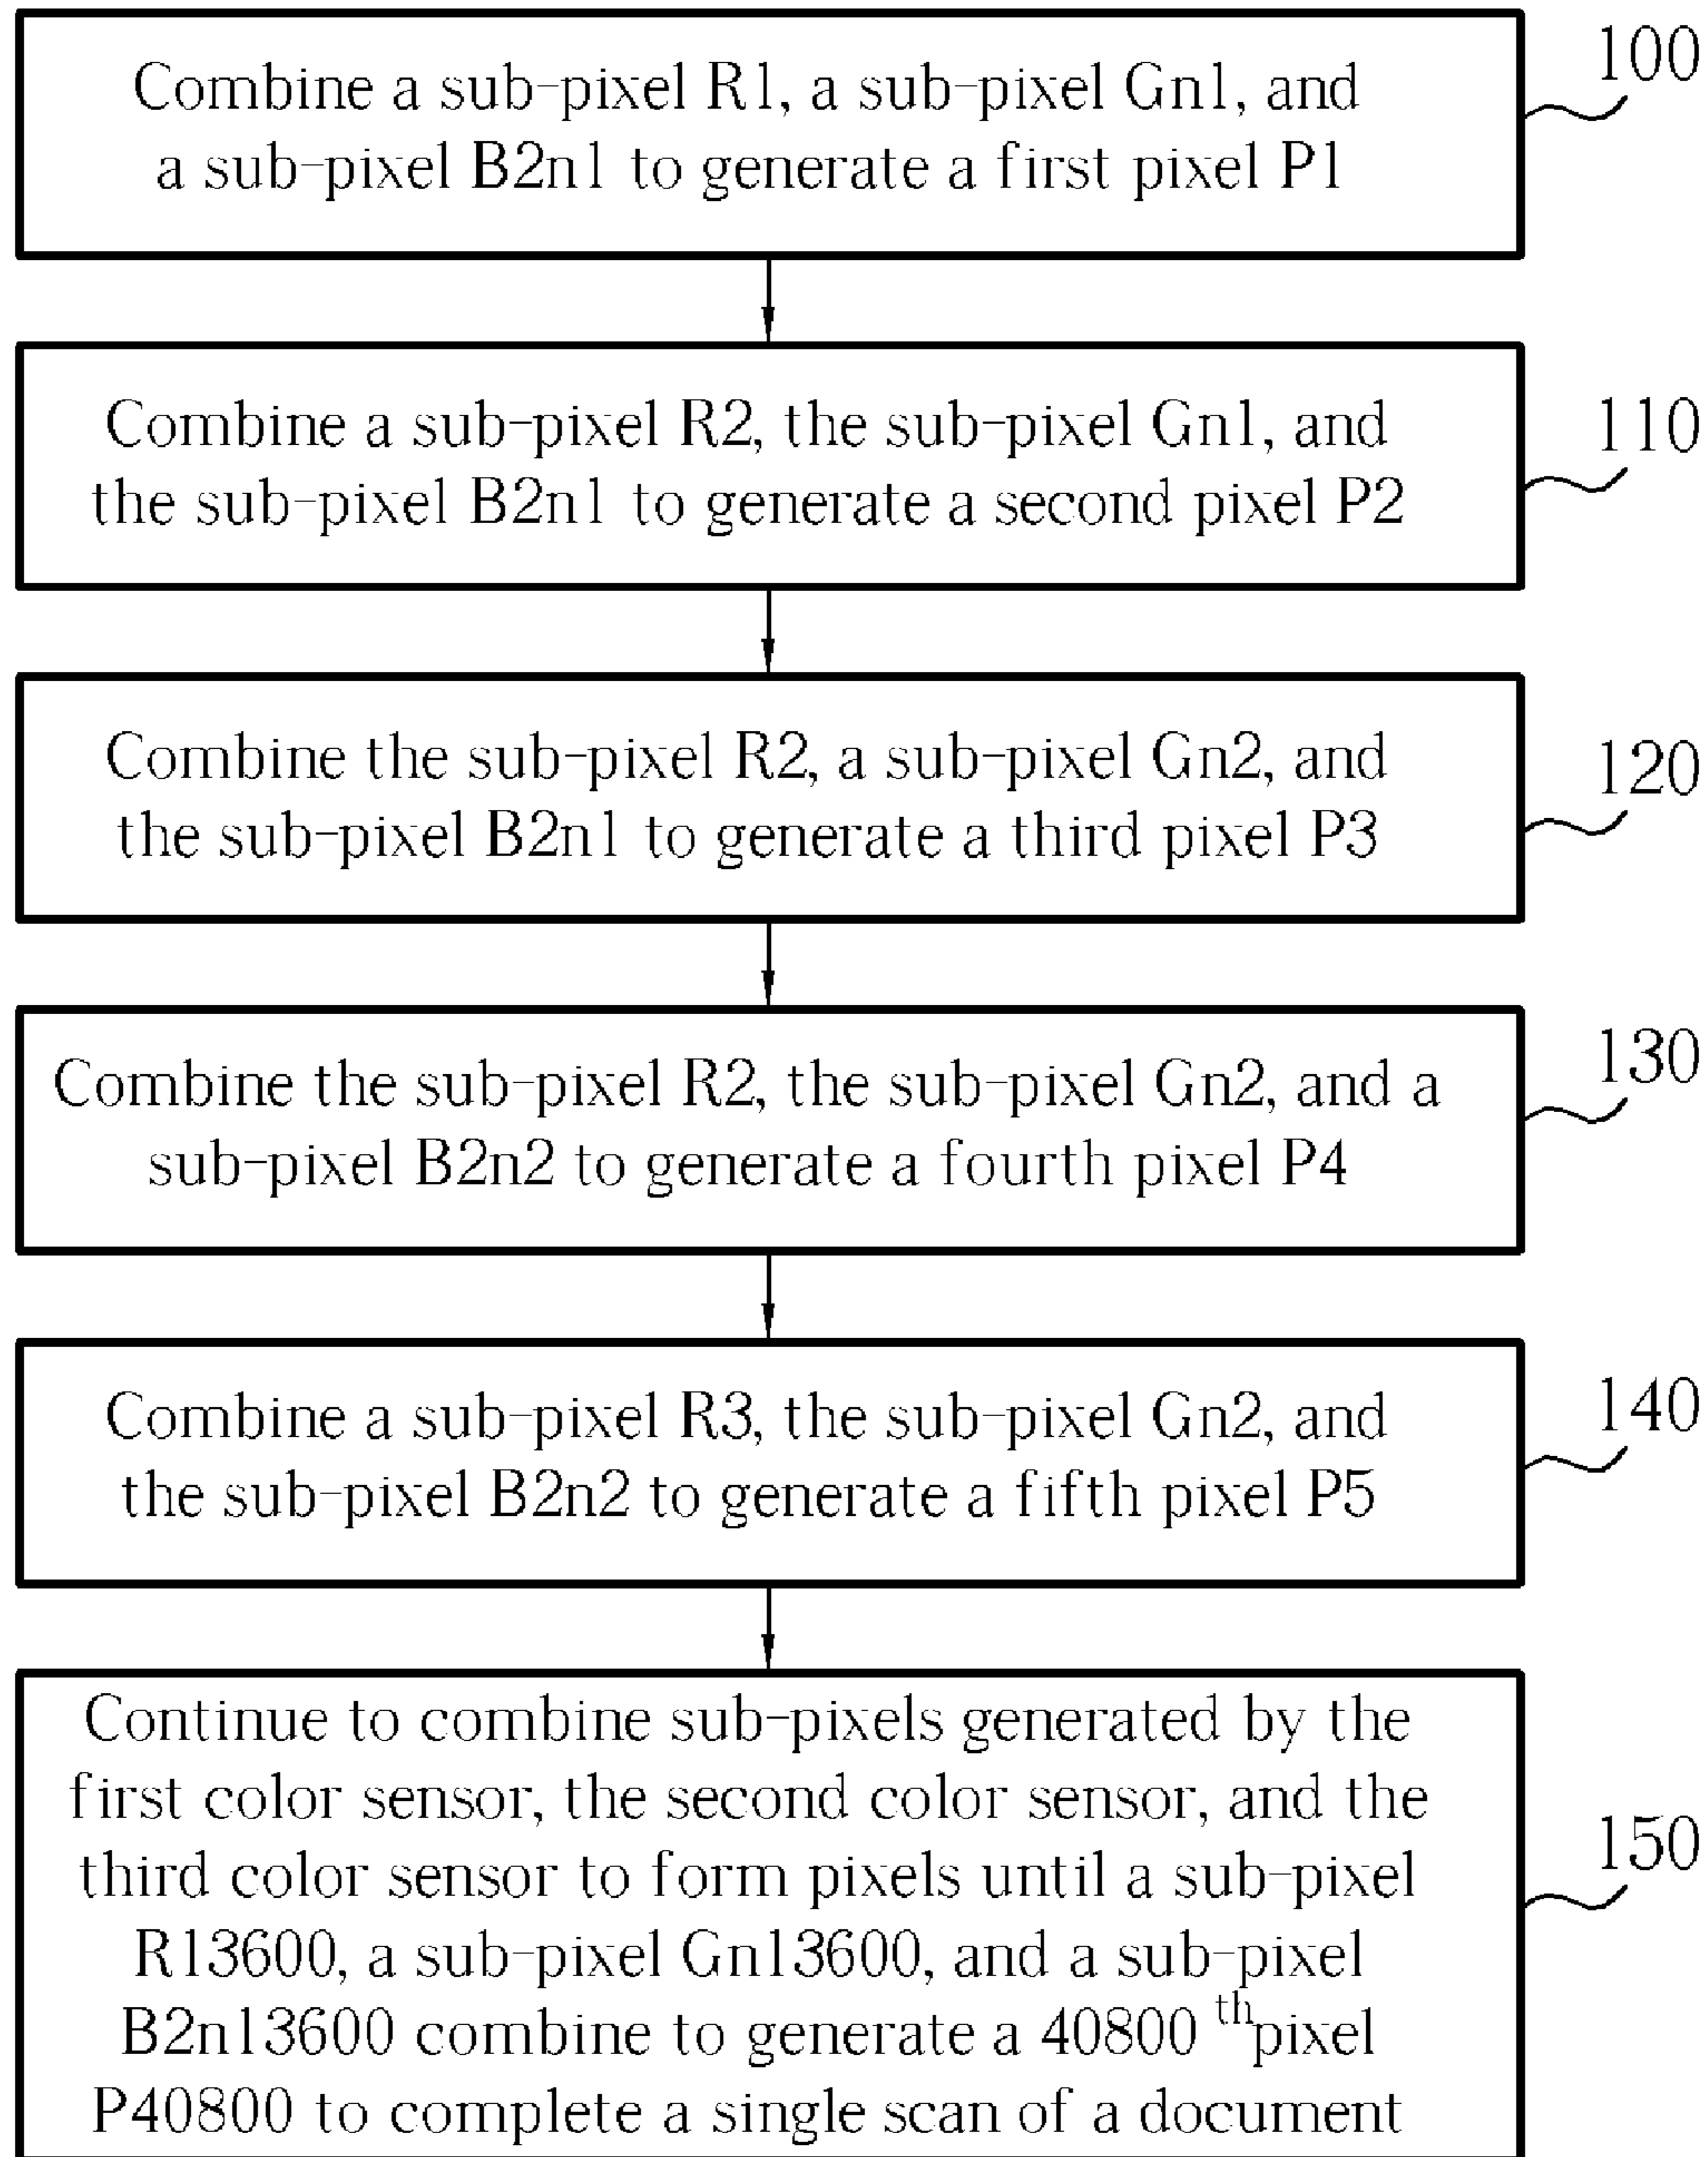 Combine a sub-pixel R1, a sub-pixel Gn1, and
a sub-pixel B2n1 to generate a first pixel P1
100
Combine a sub-pixel R2, the sub-pixel Gn1, and
the sub-pixel B2n1 to generate a second pixel P2
110
Combine the sub-pixel R2, a sub-pixel Gn2, and
the sub-pixel B2n1 to generate a third pixel P3
120
Combine the sub-pixel R2, the sub-pixel Gn2, and a
sub-pixel B2n2 to generate a fourth pixel P4
130
Combine a sub-pixel R3, the sub-pixel Gn2, and
the sub-pixel B2n2 to generate a fifth pixel P5
140
Continue to combine sub-pixels generated by the
first color sensor, the second color sensor, and the
third color sensor to form pixels until a sub-pixel
R13600, a sub-pixel Gn13600, and a sub-pixel
B2n13600 combine to generate a 40800 th pixel
P40800 to complete a single scan of a document
150